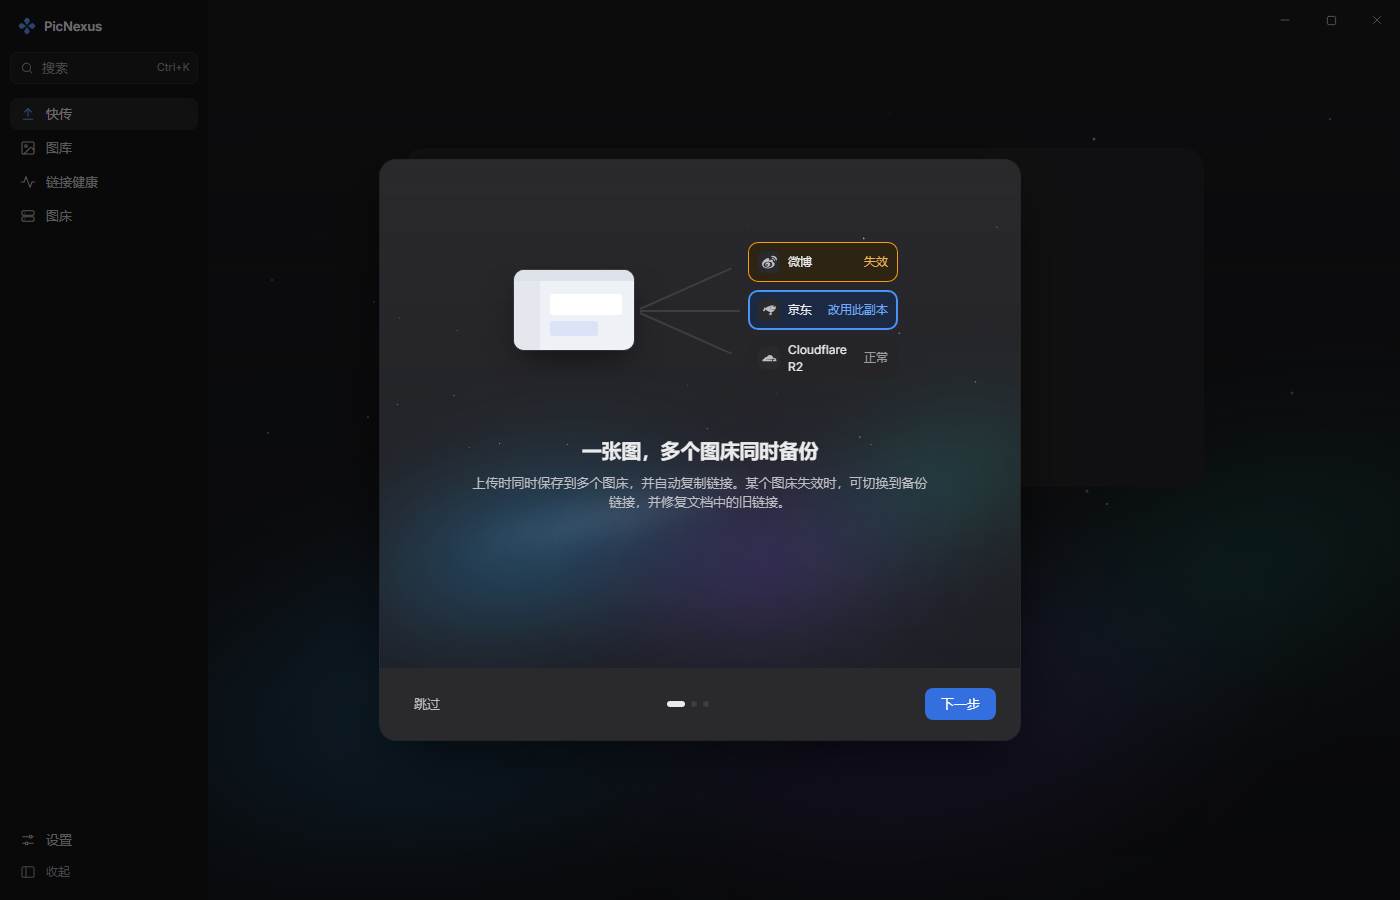 PicNexus
搜索 Ctrl+K
快传
图库
链接健康
图床
微博 失效
京东 改用此副本
Cloudflare
R2 正常
一张图，多个图床同时备份
上传时同时保存到多个图床，并自动复制链接。某个图床失效时，可切换到备份
链接，并修复文档中的旧链接。
跳过
下一步
设置
收起